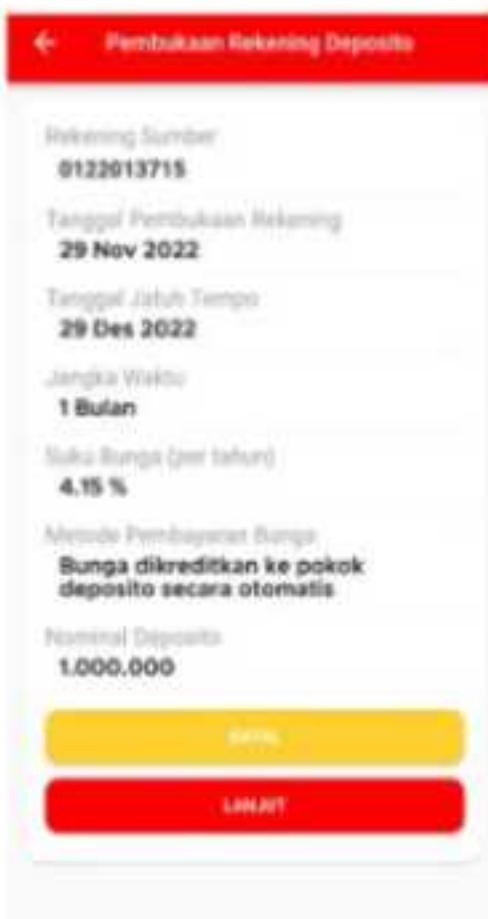 Pembukaan Rekening Deposito
Rekening Sumber
0122013715
Tanggal Pembukaan Rekening
29 Nov 2022
Tanggal Jatuh Tempo
29 Des 2022
Jangka Waktu
1 Bulan
Suku Bunga (per tahun)
4.15 %
Metode Pembayaran Bunga
Bunga dikreditkan ke pokok
deposito secara otomatis
Nominal Deposito
1.000.000
BATAL
LANJUT